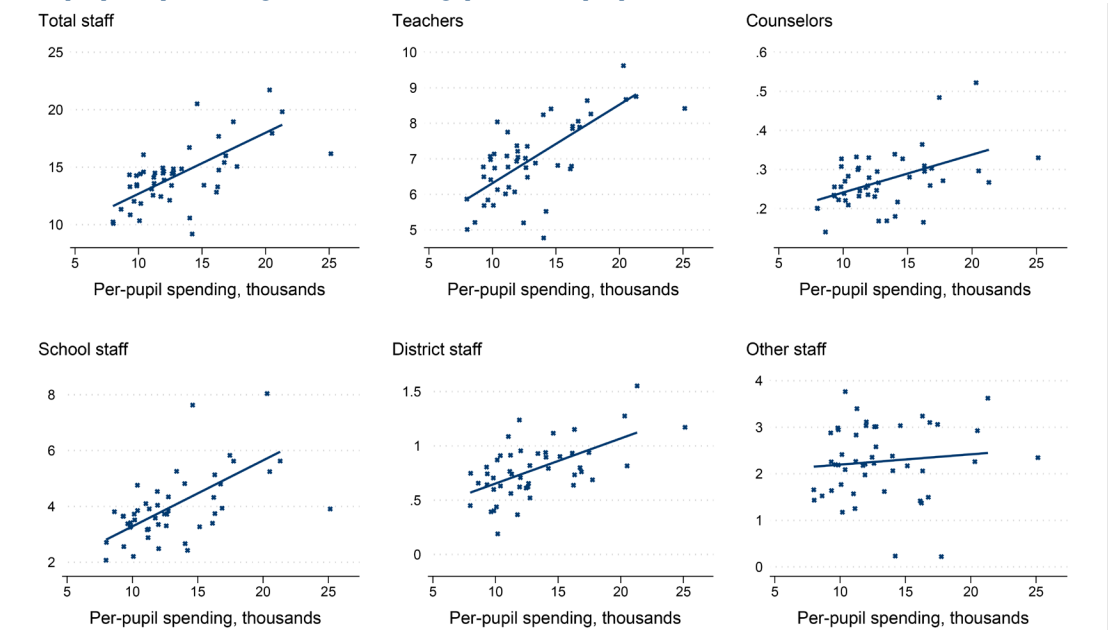 Total staff
25
20
15
10
5 10 15 20 25
Per-pupil spending, thousands
Teachers
10
9
8
7
6
5
5 10 15 20 25
Per-pupil spending, thousands
Counselors
.6
.5
.4
.3
.2
5 10 15 20 25
Per-pupil spending, thousands
School staff
8
6
4
2
5 10 15 20 25
Per-pupil spending, thousands
District staff
1.5
1
.5
0
5 10 15 20 25
Per-pupil spending, thousands
Other staff
4
3
2
1
0
5 10 15 20 25
Per-pupil spending, thousands